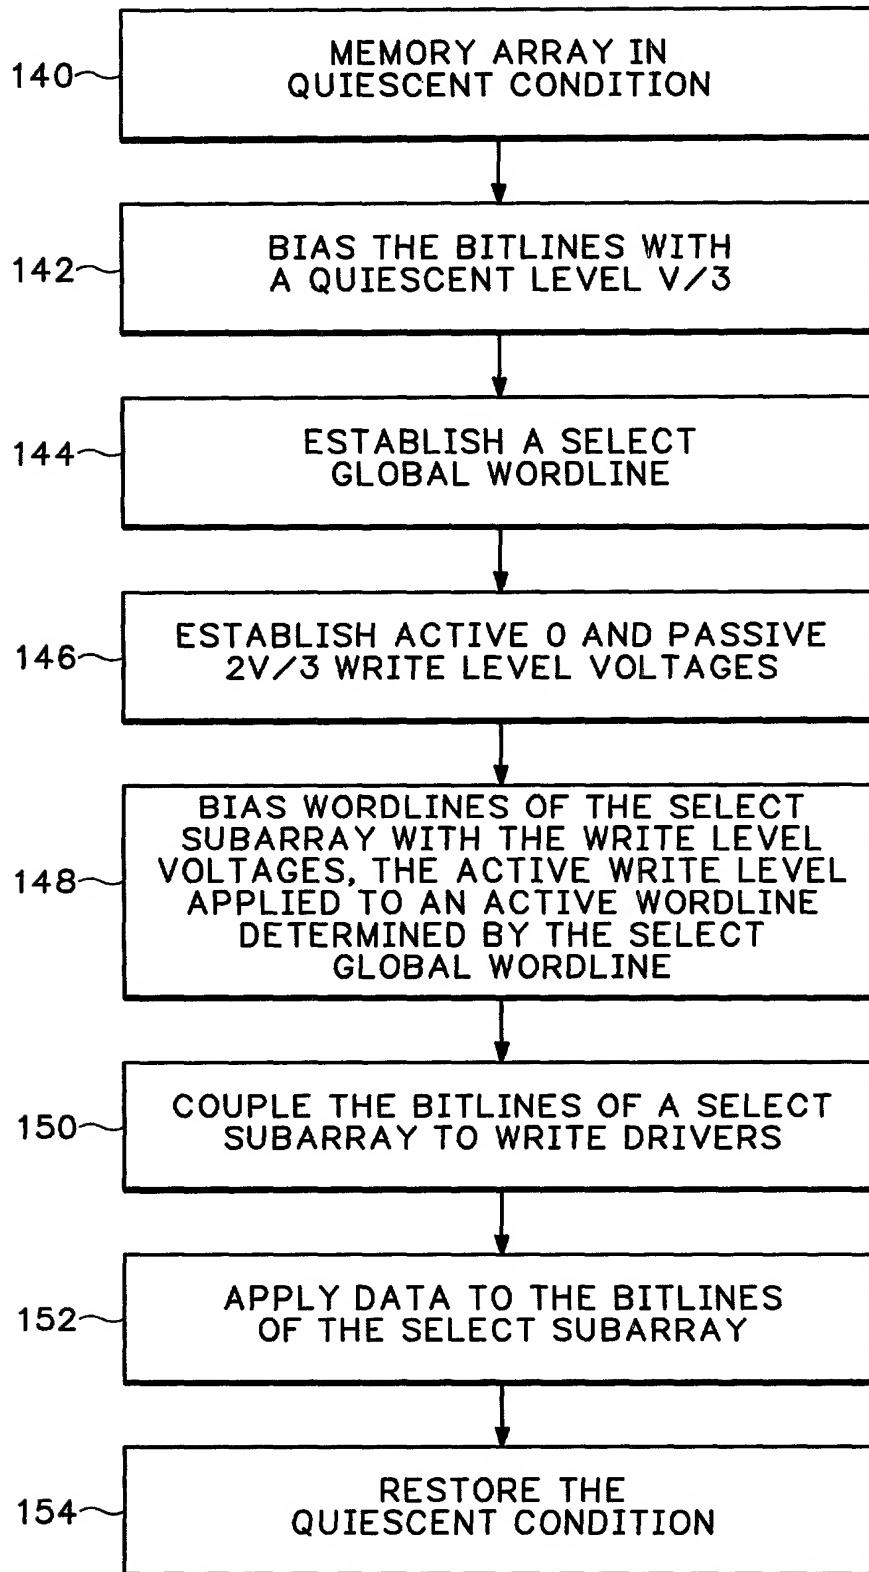 140
MEMORY ARRAY IN
QUIESCENT CONDITION
142
BIAS THE BITLINES WITH
A QUIESCENT LEVEL V/3
144
ESTABLISH A SELECT
GLOBAL WORDLINE
146
ESTABLISH ACTIVE 0 AND PASSIVE
2V/3 WRITE LEVEL VOLTAGES
148
BIAS WORDLINES OF THE SELECT
SUBARRAY WITH THE WRITE LEVEL
VOLTAGES, THE ACTIVE WRITE LEVEL
APPLIED TO AN ACTIVE WORDLINE
DETERMINED BY THE SELECT
GLOBAL WORDLINE
150
COUPLE THE BITLINES OF A SELECT
SUBARRAY TO WRITE DRIVERS
152
APPLY DATA TO THE BITLINES
OF THE SELECT SUBARRAY
154
RESTORE THE
QUIESCENT CONDITION